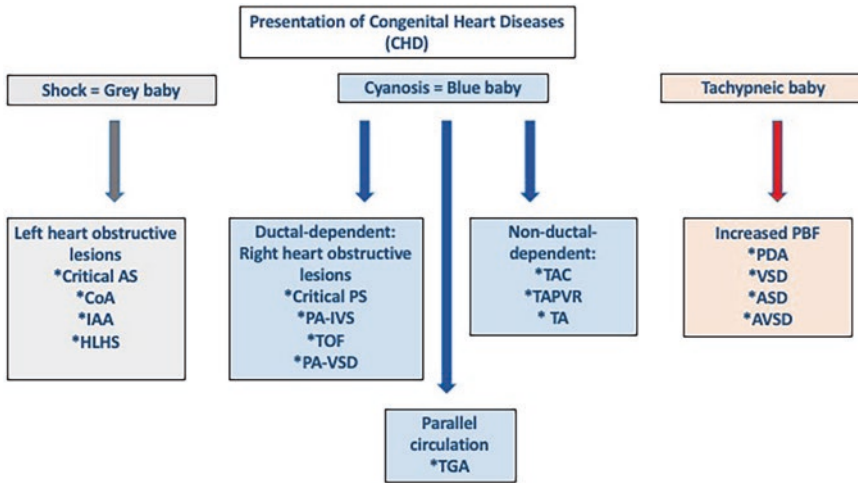 Presentation of Congenital Heart Diseases
(CHD)
Shock = Grey baby
Cyanosis = Blue baby
Tachypneic baby
Left heart obstructive
lesions
*Critical AS
*CoA
*IAA
*HLHS
Ductal-dependent:
Right heart obstructive
lesions
*Critical PS
*PA-IVS
*TOF
*PA-VSD
Non-ductal-
dependent:
*TAC
*TAPVR
* TA
Increased PBF
*PDA
*VSD
*ASD
*AVSD
Parallel
circulation
*TGA